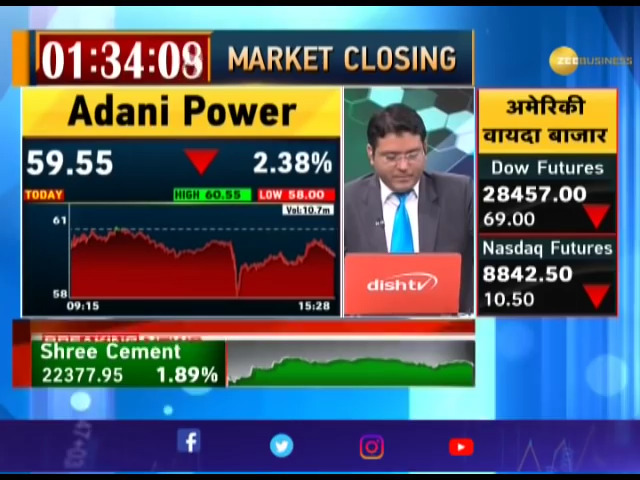 01:34:08 MARKET CLOSING
ZEEBUSINESS
Adani Power
59.55 2.38%
TODAY HIGH 60.55 LOW 58.00
Vol:10.7m
61
58
09:15 15:28
dishtv
अमेरिकी
वायदा बाजार
Dow Futures
28457.00
69.00
Nasdaq Futures
8842.50
10.50
BREAKING NEWS
Shree Cement
22377.95 1.89%